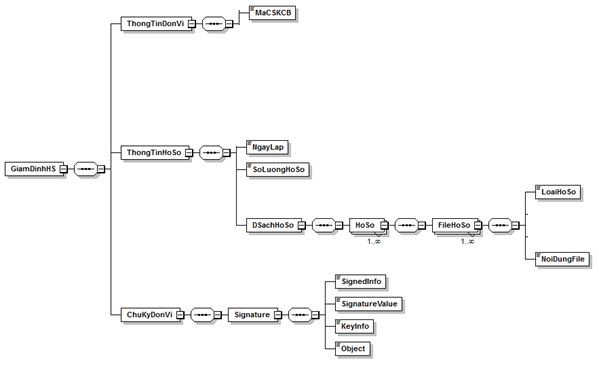 MaCSKCB
ThongTinDonVi
ThongTinHoSo
NgayLap
SoLuongHoSo
GiamDinhHS
LoaiHoSo
DSachHoSo
HoSo
FileHoSo
1..∞
1..∞
NoiDungFile
SignedInfo
SignatureValue
ChuKyDonVi
Signature
KeyInfo
Object